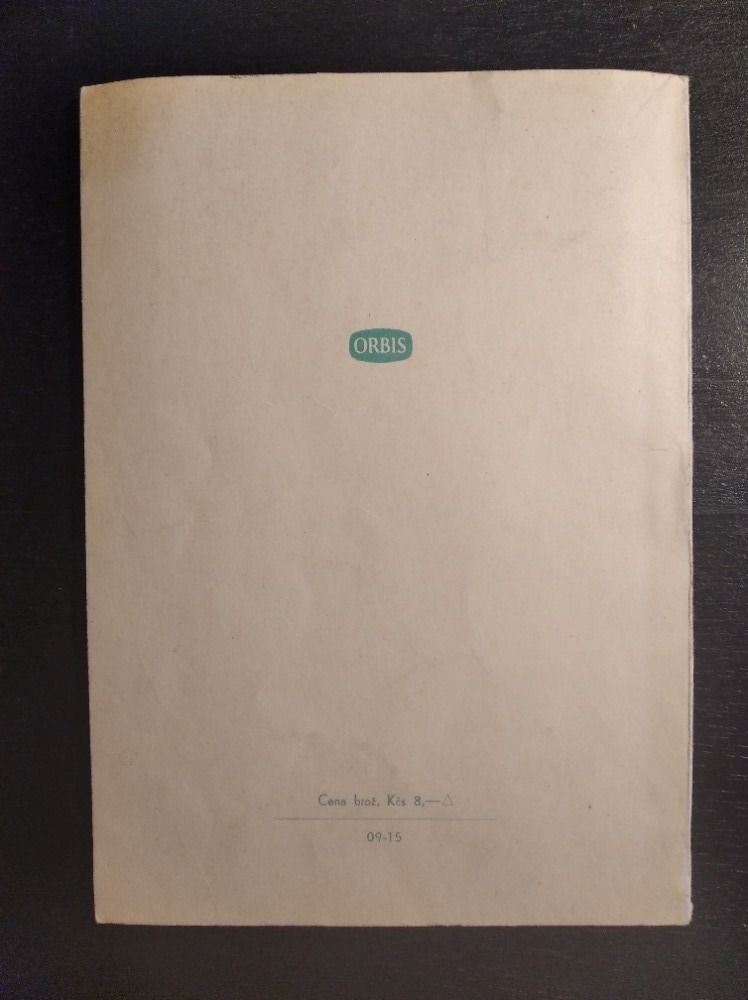 ORBIS
Cena brož. Kčs 8,—△
09-15